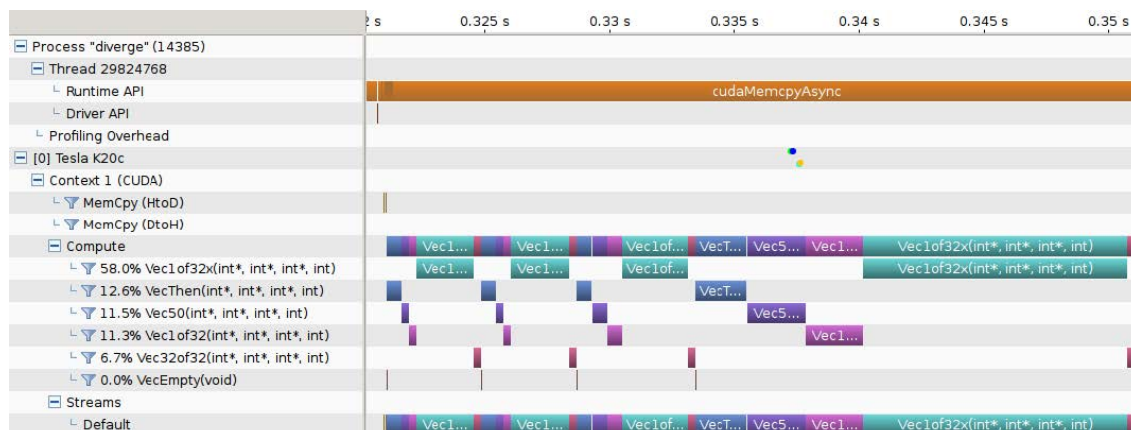 2 s 0.325 s 0.33 s 0.335 s 0.34 s 0.345 s 0.35 s
Process "diverge" (14385)
Thread 29824768
Runtime API cudaMemcpyAsync
Driver API
Profiling Overhead
[0] Tesla K20c
Context 1 (CUDA)
MemCpy (HtoD)
MemCpy (DtoH)
Compute Vec1... Vec1... Vec1of... VecT... Vec5... Vec1... Vec1of32x(int*, int*, int*, int)
58.0% Vec1of32x(int*, int*, int*, int) Vec1... Vec1... Vec1of... Vec1of32x(int*, int*, int*, int)
12.6% VecThen(int*, int*, int*, int) VecT...
11.5% Vec50(int*, int*, int*, int) Vec5...
11.3% Vec1of32(int*, int*, int*, int) Vec1...
6.7% Vec32of32(int*, int*, int*, int)
0.0% VecEmpty(void)
Streams
Default Vec1... Vec1... Vec1of... VecT... Vec5... Vec1... Vec1of32x(int*, int*, int*, int)